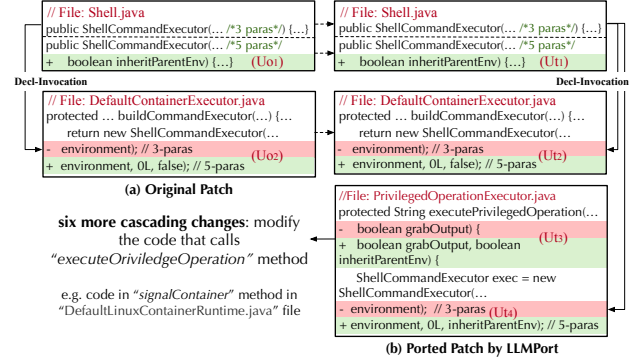 // File: Shell.java
public ShellCommandExecutor(… /*3 paras*/) {…}
public ShellCommandExecutor(… /*5 paras*/
+ boolean inheritParentEnv) {…} (Uo1)
Decl-Invocation
// File: DefaultContainerExecutor.java
protected … buildCommandExecutor(…) {…
return new ShellCommandExecutor(…
- environment); // 3-paras
(Uo2)
+ environment, 0L, false); // 5-paras
(a) Original Patch
// File: Shell.java
public ShellCommandExecutor(… /*3 paras*/) {…}
public ShellCommandExecutor(… /*5 paras*/
+ boolean inheritParentEnv) {…} (Ut1)
Decl-Invocation
// File: DefaultContainerExecutor.java
protected … buildCommandExecutor(…) {…
return new ShellCommandExecutor(…
- environment); // 3-paras
(Ut2)
+ environment, 0L, false); // 5-paras
six more cascading changes: modify
the code that calls
"executeOriviledgeOperation" method
e.g. code in "signalContainer" method in
"DefaultLinuxContainerRuntime.java" file
//File: PrivilegedOperationExecutor.java
protected String executePrivilegedOperation(…
- boolean grabOutput) {
(Ut3)
+ boolean grabOutput, boolean
inheritParentEnv) {
ShellCommandExecutor exec = new
ShellCommandExecutor(…
- environment); // 3-paras (Ut4)
+ environment, 0L, inheritParentEnv); // 5-paras
(b) Ported Patch by LLMPort